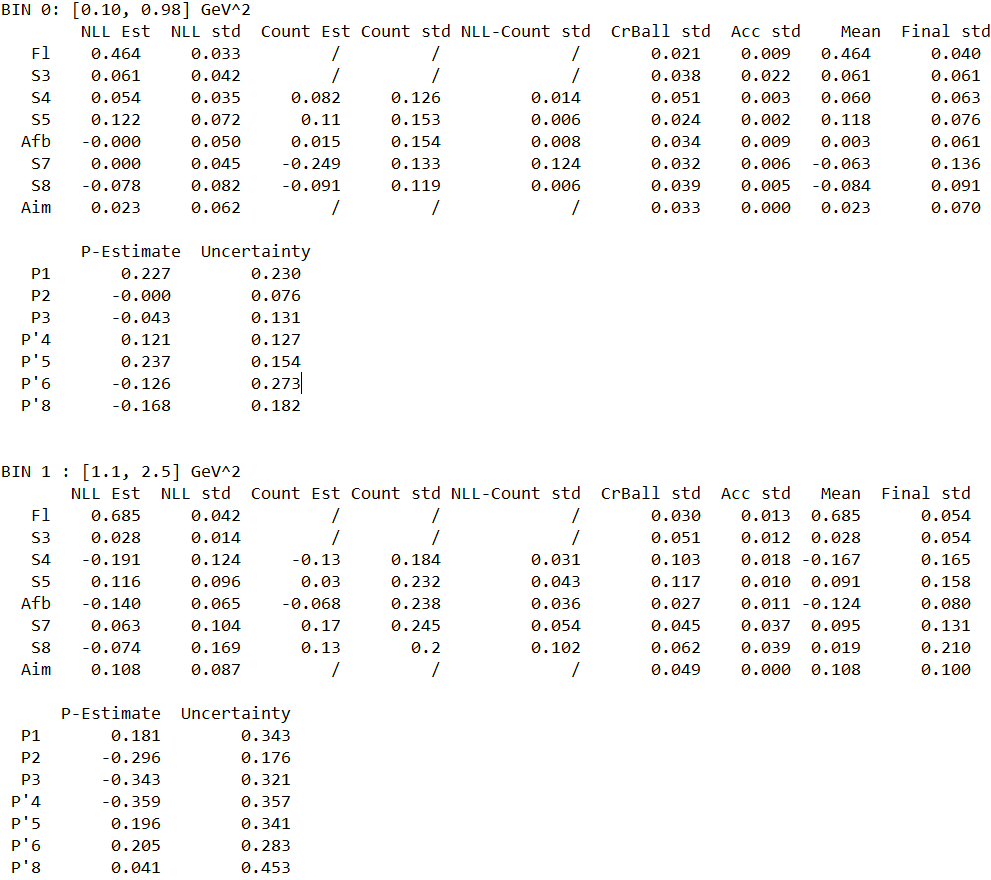 BIN 0: [0.10, 0.98] GeV^2
NLL Est NLL std Count Est Count std NLL-Count std CrBall std Acc std Mean Final std
Fl 0.464 0.033 / / / 0.021 0.009 0.464 0.040
S3 0.061 0.042 / / / 0.038 0.022 0.061 0.061
S4 0.054 0.035 0.082 0.126 0.014 0.051 0.003 0.060 0.063
S5 0.122 0.072 0.11 0.153 0.006 0.024 0.002 0.118 0.076
Afb -0.000 0.050 0.015 0.154 0.008 0.034 0.009 0.003 0.061
S7 0.000 0.045 -0.249 0.133 0.124 0.032 0.006 -0.063 0.136
S8 -0.078 0.082 -0.091 0.119 0.006 0.039 0.005 -0.084 0.091
Aim 0.023 0.062 / / / 0.033 0.000 0.023 0.070
P-Estimate Uncertainty
P1 0.227 0.230
P2 -0.000 0.076
P3 -0.043 0.131
P'4 0.121 0.127
P'5 0.237 0.154
P'6 -0.126 0.273
P'8 -0.168 0.182
BIN 1 : [1.1, 2.5] GeV^2
NLL Est NLL std Count Est Count std NLL-Count std CrBall std Acc std Mean Final std
Fl 0.685 0.042 / / / 0.030 0.013 0.685 0.054
S3 0.028 0.014 / / / 0.051 0.012 0.028 0.054
S4 -0.191 0.124 -0.13 0.184 0.031 0.103 0.018 -0.167 0.165
S5 0.116 0.096 0.03 0.232 0.043 0.117 0.010 0.091 0.158
Afb -0.140 0.065 -0.068 0.238 0.036 0.027 0.011 -0.124 0.080
S7 0.063 0.104 0.17 0.245 0.054 0.045 0.037 0.095 0.131
S8 -0.074 0.169 0.13 0.2 0.102 0.062 0.039 0.019 0.210
Aim 0.108 0.087 / / / 0.049 0.000 0.108 0.100
P-Estimate Uncertainty
P1 0.181 0.343
P2 -0.296 0.176
P3 -0.343 0.321
P'4 -0.359 0.357
P'5 0.196 0.341
P'6 0.205 0.283
P'8 0.041 0.453